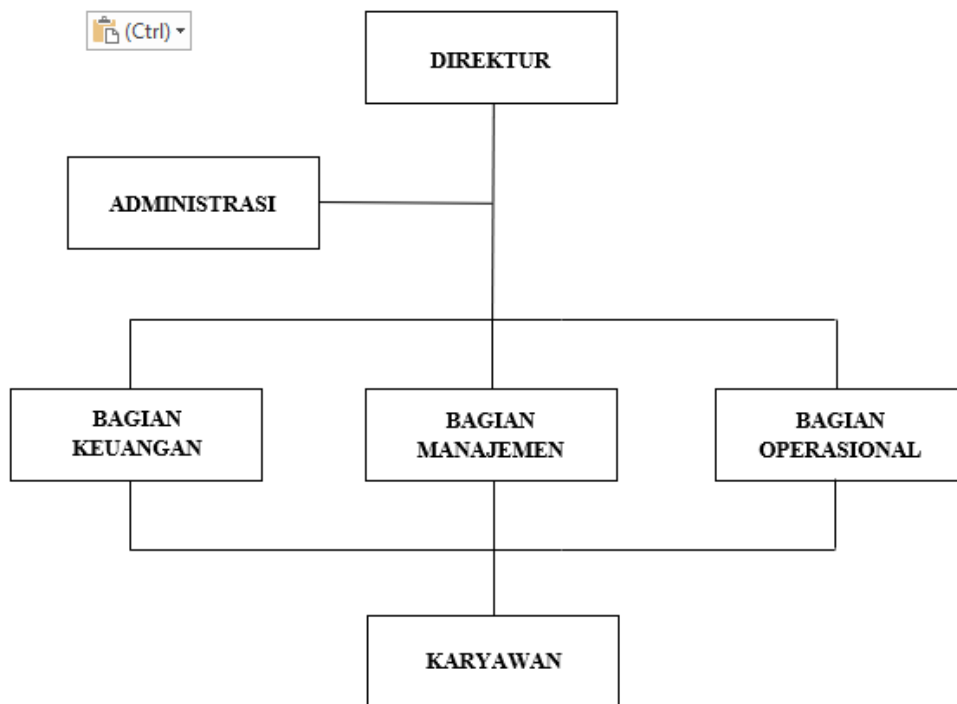 (Ctrl)
DIREKTUR
ADMINISTRASI
BAGIAN
KEUANGAN
BAGIAN
MANAJEMEN
BAGIAN
OPERASIONAL
KARYAWAN